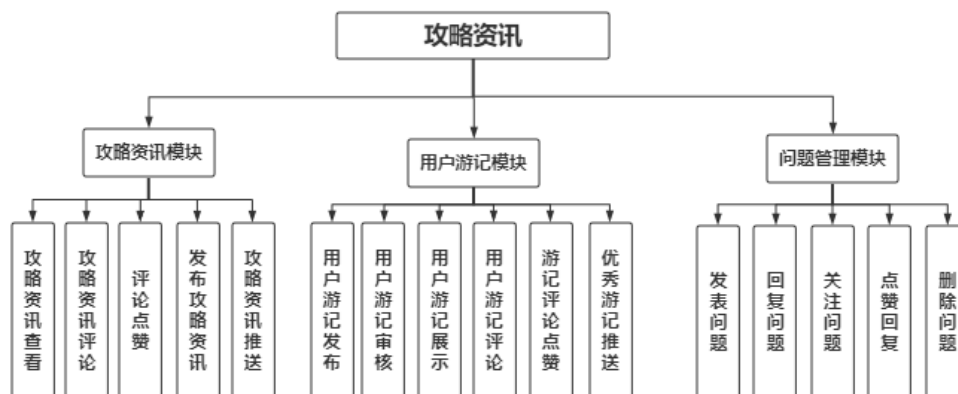 攻略资讯
攻略资讯模块
用户游记模块
问题管理模块
攻略资讯查看
攻略资讯评论
评论点赞
发布攻略资讯
攻略资讯推送
用户游记发布
用户游记审核
用户游记展示
用户游记评论
游记评论点赞
优秀游记推送
发表问题
回复问题
关注问题
点赞回复
删除问题